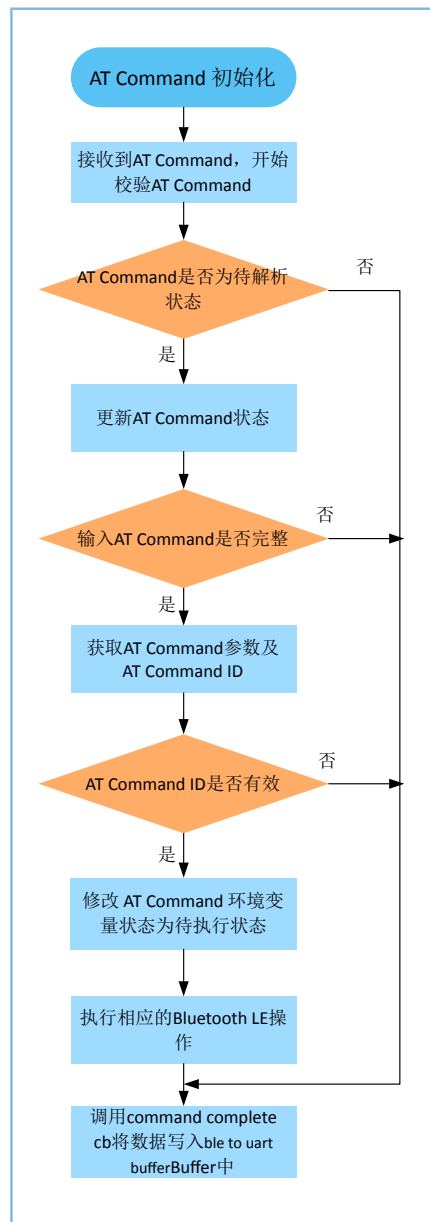 AT Command 初始化
接收到AT Command，开始
校验AT Command
AT Command是否为待解析
状态
否
是
更新AT Command状态
输入AT Command是否完整
否
是
获取AT Command参数及
AT Command ID
AT Command ID是否有效
否
是
修改 AT Command 环境变
量状态为待执行状态
执行相应的Bluetooth LE操
作
调用command complete
cb将数据写入ble to uart
bufferBuffer中